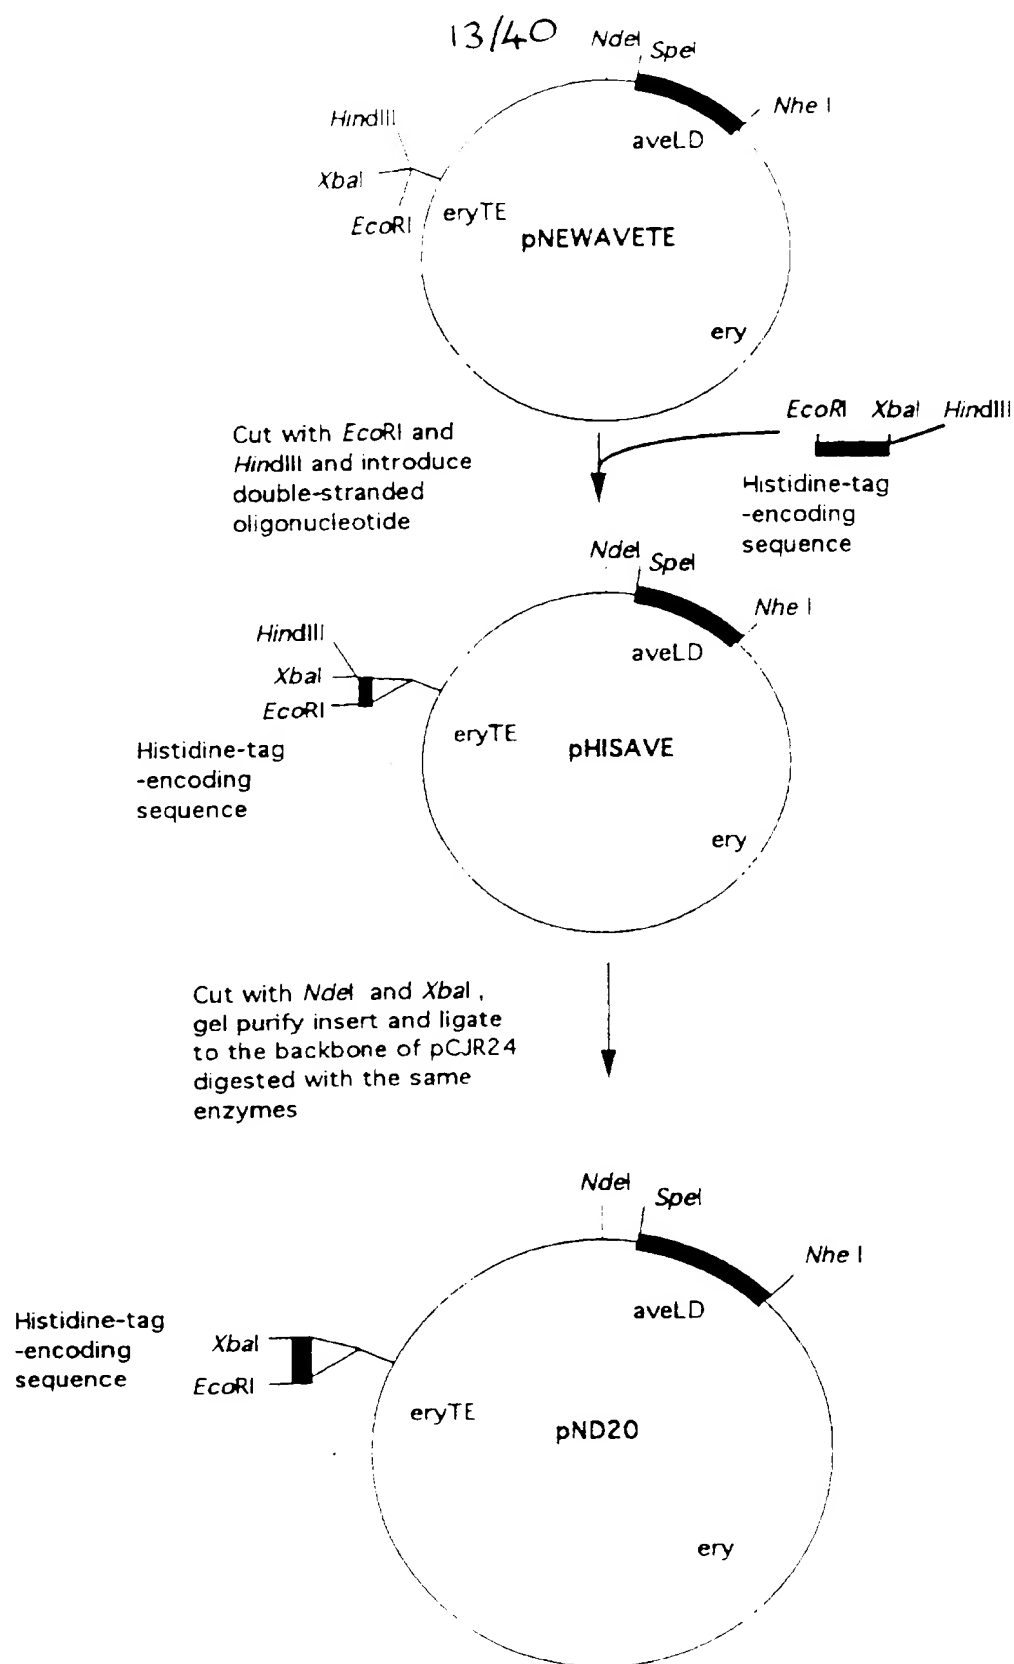 13/40
NdeI
SpeI
Nhe I
HindIII
aveLD
XbaI
EcoRI
eryTE
pNEWAVETE
ery
EcoRI XbaI HindIII
Cut with EcoRI and
HindIII and introduce
double-stranded
oligonucleotide
Histidine-tag
-encoding
sequence
NdeI
SpeI
Nhe I
HindIII
aveLD
XbaI
EcoRI
eryTE
pHISAVE
Histidine-tag
-encoding
sequence
ery
Cut with NdeI and XbaI,
gel purify insert and ligate
to the backbone of pCJR24
digested with the same
enzymes
NdeI
SpeI
Nhe I
aveLD
Histidine-tag
-encoding
sequence
XbaI
EcoRI
eryTE
pND20
ery